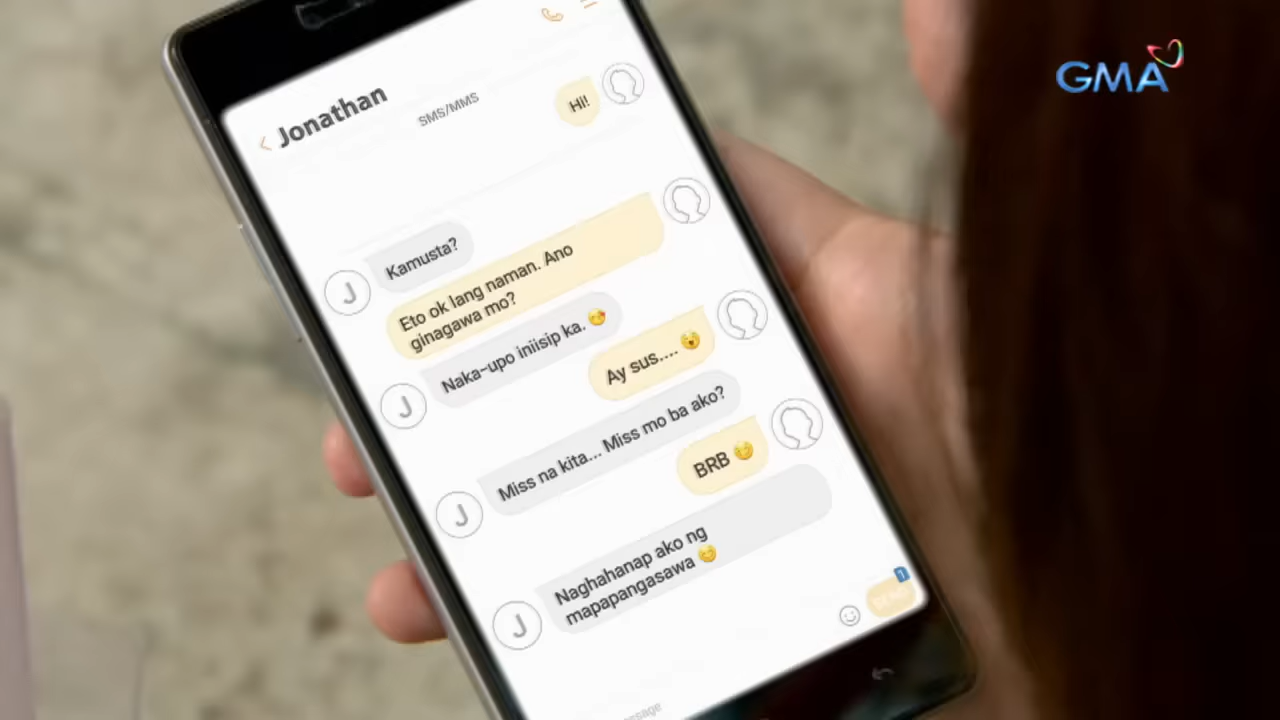 GMA
Jonathan
SMS/MMS
HI!
Kamusta?
Eto ok lang naman. Ano
ginagawa mo?
J
Naka-upo iniisip ka. 😘
Ay sus.... 😲
J
Miss na kita... Miss mo ba ako?
BRB 😊
J
Naghahanap ako ng
mapapangasawa 😊
J
1